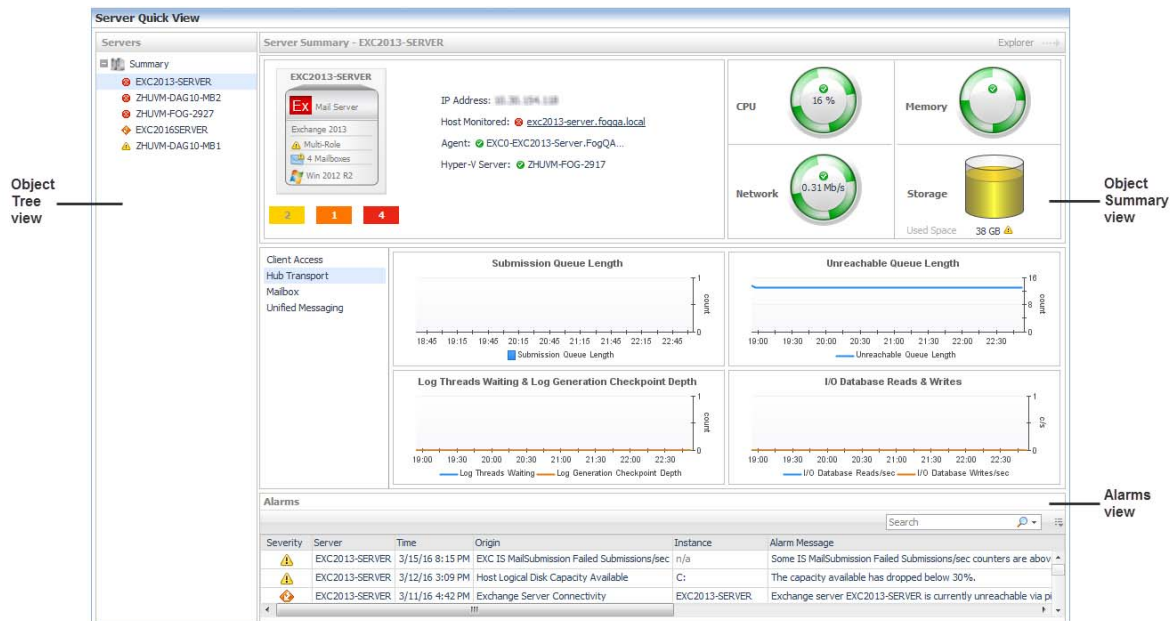 Server Quick View
Servers
Summary
EXC2013-SERVER
ZHUVM-DAG10-MB2
ZHUVM-FOG-2927
EXC2016SERVER
ZHUVM-DAG10-MB1
Object
Tree
view
Server Summary - EXC2013-SERVER
Explorer
EXC2013-SERVER
Ex Mail Server
Exchange 2013
Multi-Role
4 Mailboxes
Win 2012 R2
2 1 4
IP Address:
Host Monitored: exc2013-server.fogqa.local
Agent: EXC0-EXC2013-Server.FogQA...
Hyper-V Server: ZHUVM-FOG-2917
CPU
16 %
Memory
Network
0.31 Mb/s
Storage
Used Space 38 GB
Object
Summary
view
Client Access
Hub Transport
Mailbox
Unified Messaging
Submission Queue Length
1
count
0
18:45 19:15 19:45 20:15 20:45 21:15 21:45 22:15 22:45
Submission Queue Length
Unreachable Queue Length
16
8
count
0
19:00 19:30 20:00 20:30 21:00 21:30 22:00 22:30
Unreachable Queue Length
Log Threads Waiting & Log Generation Checkpoint Depth
1
count
0
19:00 19:30 20:00 20:30 21:00 21:30 22:00 22:30
Log Threads Waiting Log Generation Checkpoint Depth
I/O Database Reads & Writes
1
c/s
0
19:00 19:30 20:00 20:30 21:00 21:30 22:00 22:30
I/O Database Reads/sec I/O Database Writes/sec
Alarms
Alarms
view
Search
Severity Server Time Origin Instance Alarm Message
EXC2013-SERVER 3/15/16 8:15 PM EXC IS MailSubmission Failed Submissions/sec n/a Some IS MailSubmission Failed Submissions/sec counters are abov
EXC2013-SERVER 3/12/16 3:09 PM Host Logical Disk Capacity Available C: The capacity available has dropped below 30%.
EXC2013-SERVER 3/11/16 4:42 PM Exchange Server Connectivity EXC2013-SERVER Exchange server EXC2013-SERVER is currently unreachable via pi